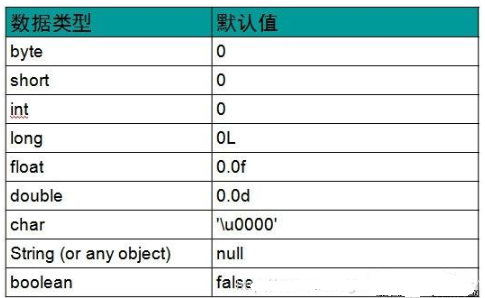 数据类型 默认值
byte 0
short 0
int 0
long 0L
float 0.0f
double 0.0d
char '\u0000'
String (or any object) null
boolean false